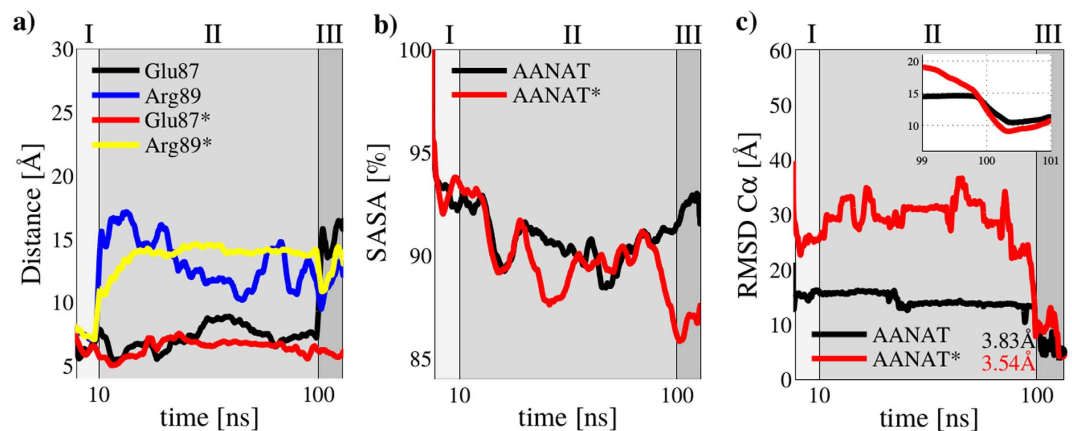 a)
I II III
30
25
20
15
10
5
Distance [Å]
Glu87
Arg89
Glu87*
Arg89*
10 100
time [ns]
b)
I II III
100
95
90
85
SASA [%]
AANAT
AANAT*
10 100
time [ns]
c)
I II III
60
50
40
30
20
10
0
RMSD Cα [Å]
20
15
10
99 100 101
AANAT 3.83Å
AANAT* 3.54Å
10 100
time [ns]